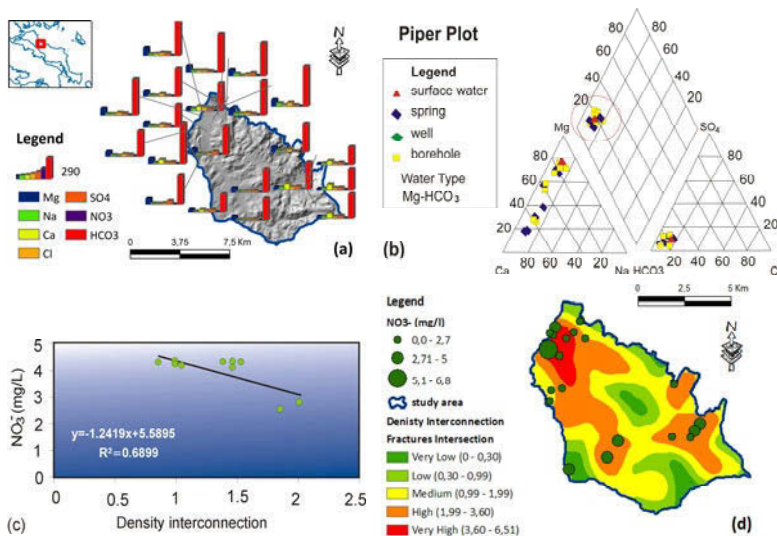 N
Legend
290
Mg
SO4
Na
NO3
Ca
HCO3
Cl
0 3,75 7,5 Km
(a)
Piper Plot
Legend
surface water
spring
well
borehole
Water Type
Mg-HCO3
(b)
80 80
60 60
40 40
20 20
Mg SO4
80 80
60 60
40 40
20 20
Ca 80 60 40 20 Na HCO3 20 40 60 80 C
NO3- (mg/L)
5
4
3
2
1
0
y=-1.2419x+5.5895
R²=0.6899
0 0.5 1 1.5 2 2.5
Density interconnection
(c)
0 2,5 5 Km
Legend
NO3- (mg/l)
0,0 - 2,7
2,71 - 5
5,1 - 6,8
study area
Denisty Interconnection
Fractures Intersection
Very Low (0 - 0,30)
Low (0,30 - 0,99)
Medium (0,99 - 1,99)
High (1,99 - 3,60)
Very High (3,60 - 6,51)
N
(d)